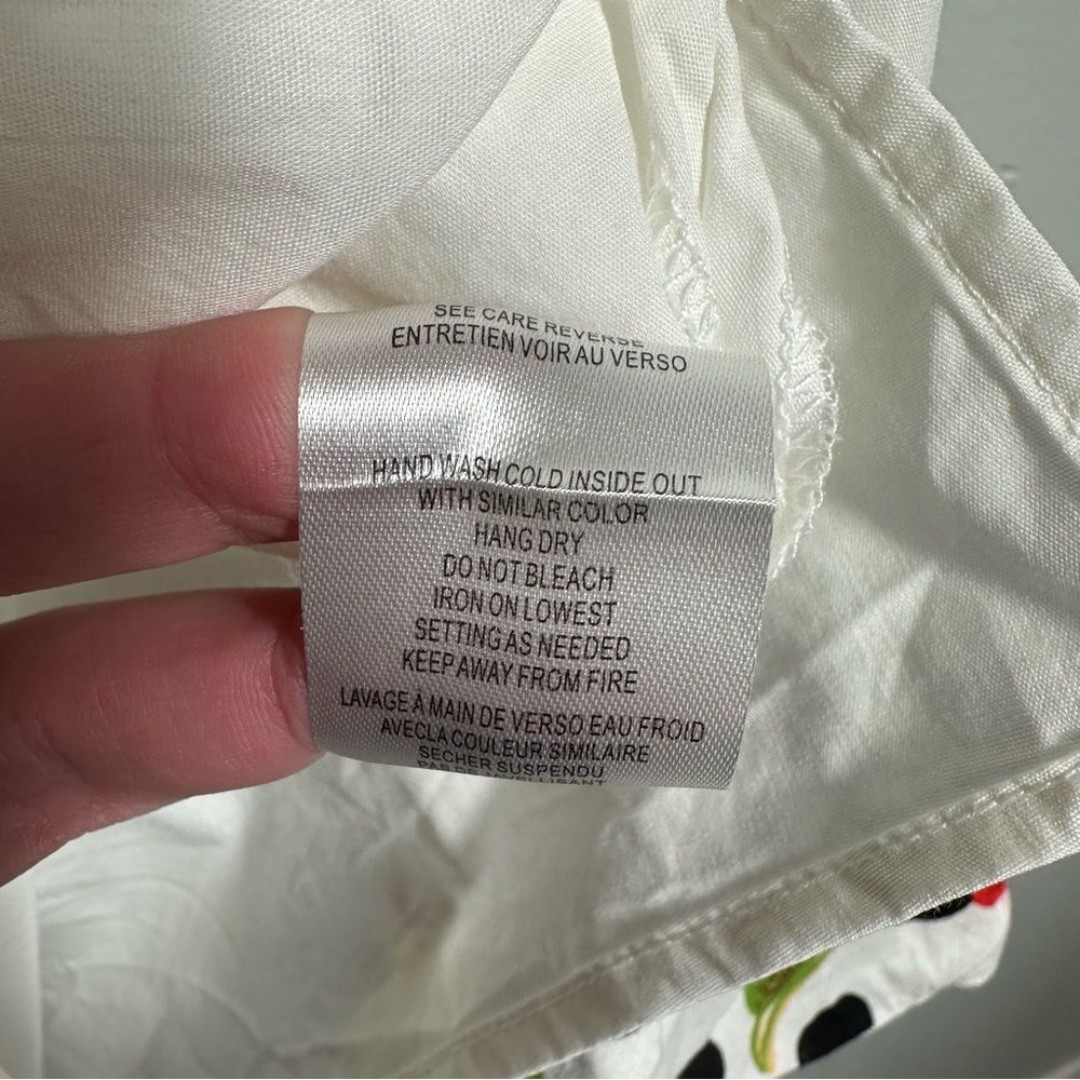 SEE CARE REVERSE
ENTRETIEN VOIR AU VERSO
HAND WASH COLD INSIDE OUT
WITH SIMILAR COLOR
HANG DRY
DO NOT BLEACH
IRON ON LOWEST
SETTING AS NEEDED
KEEP AWAY FROM FIRE
LAVAGE À MAIN DE VERSO EAU FROID
AVECLA COULEUR SIMILAIRE
SECHER SUSPENDU
PAS DE